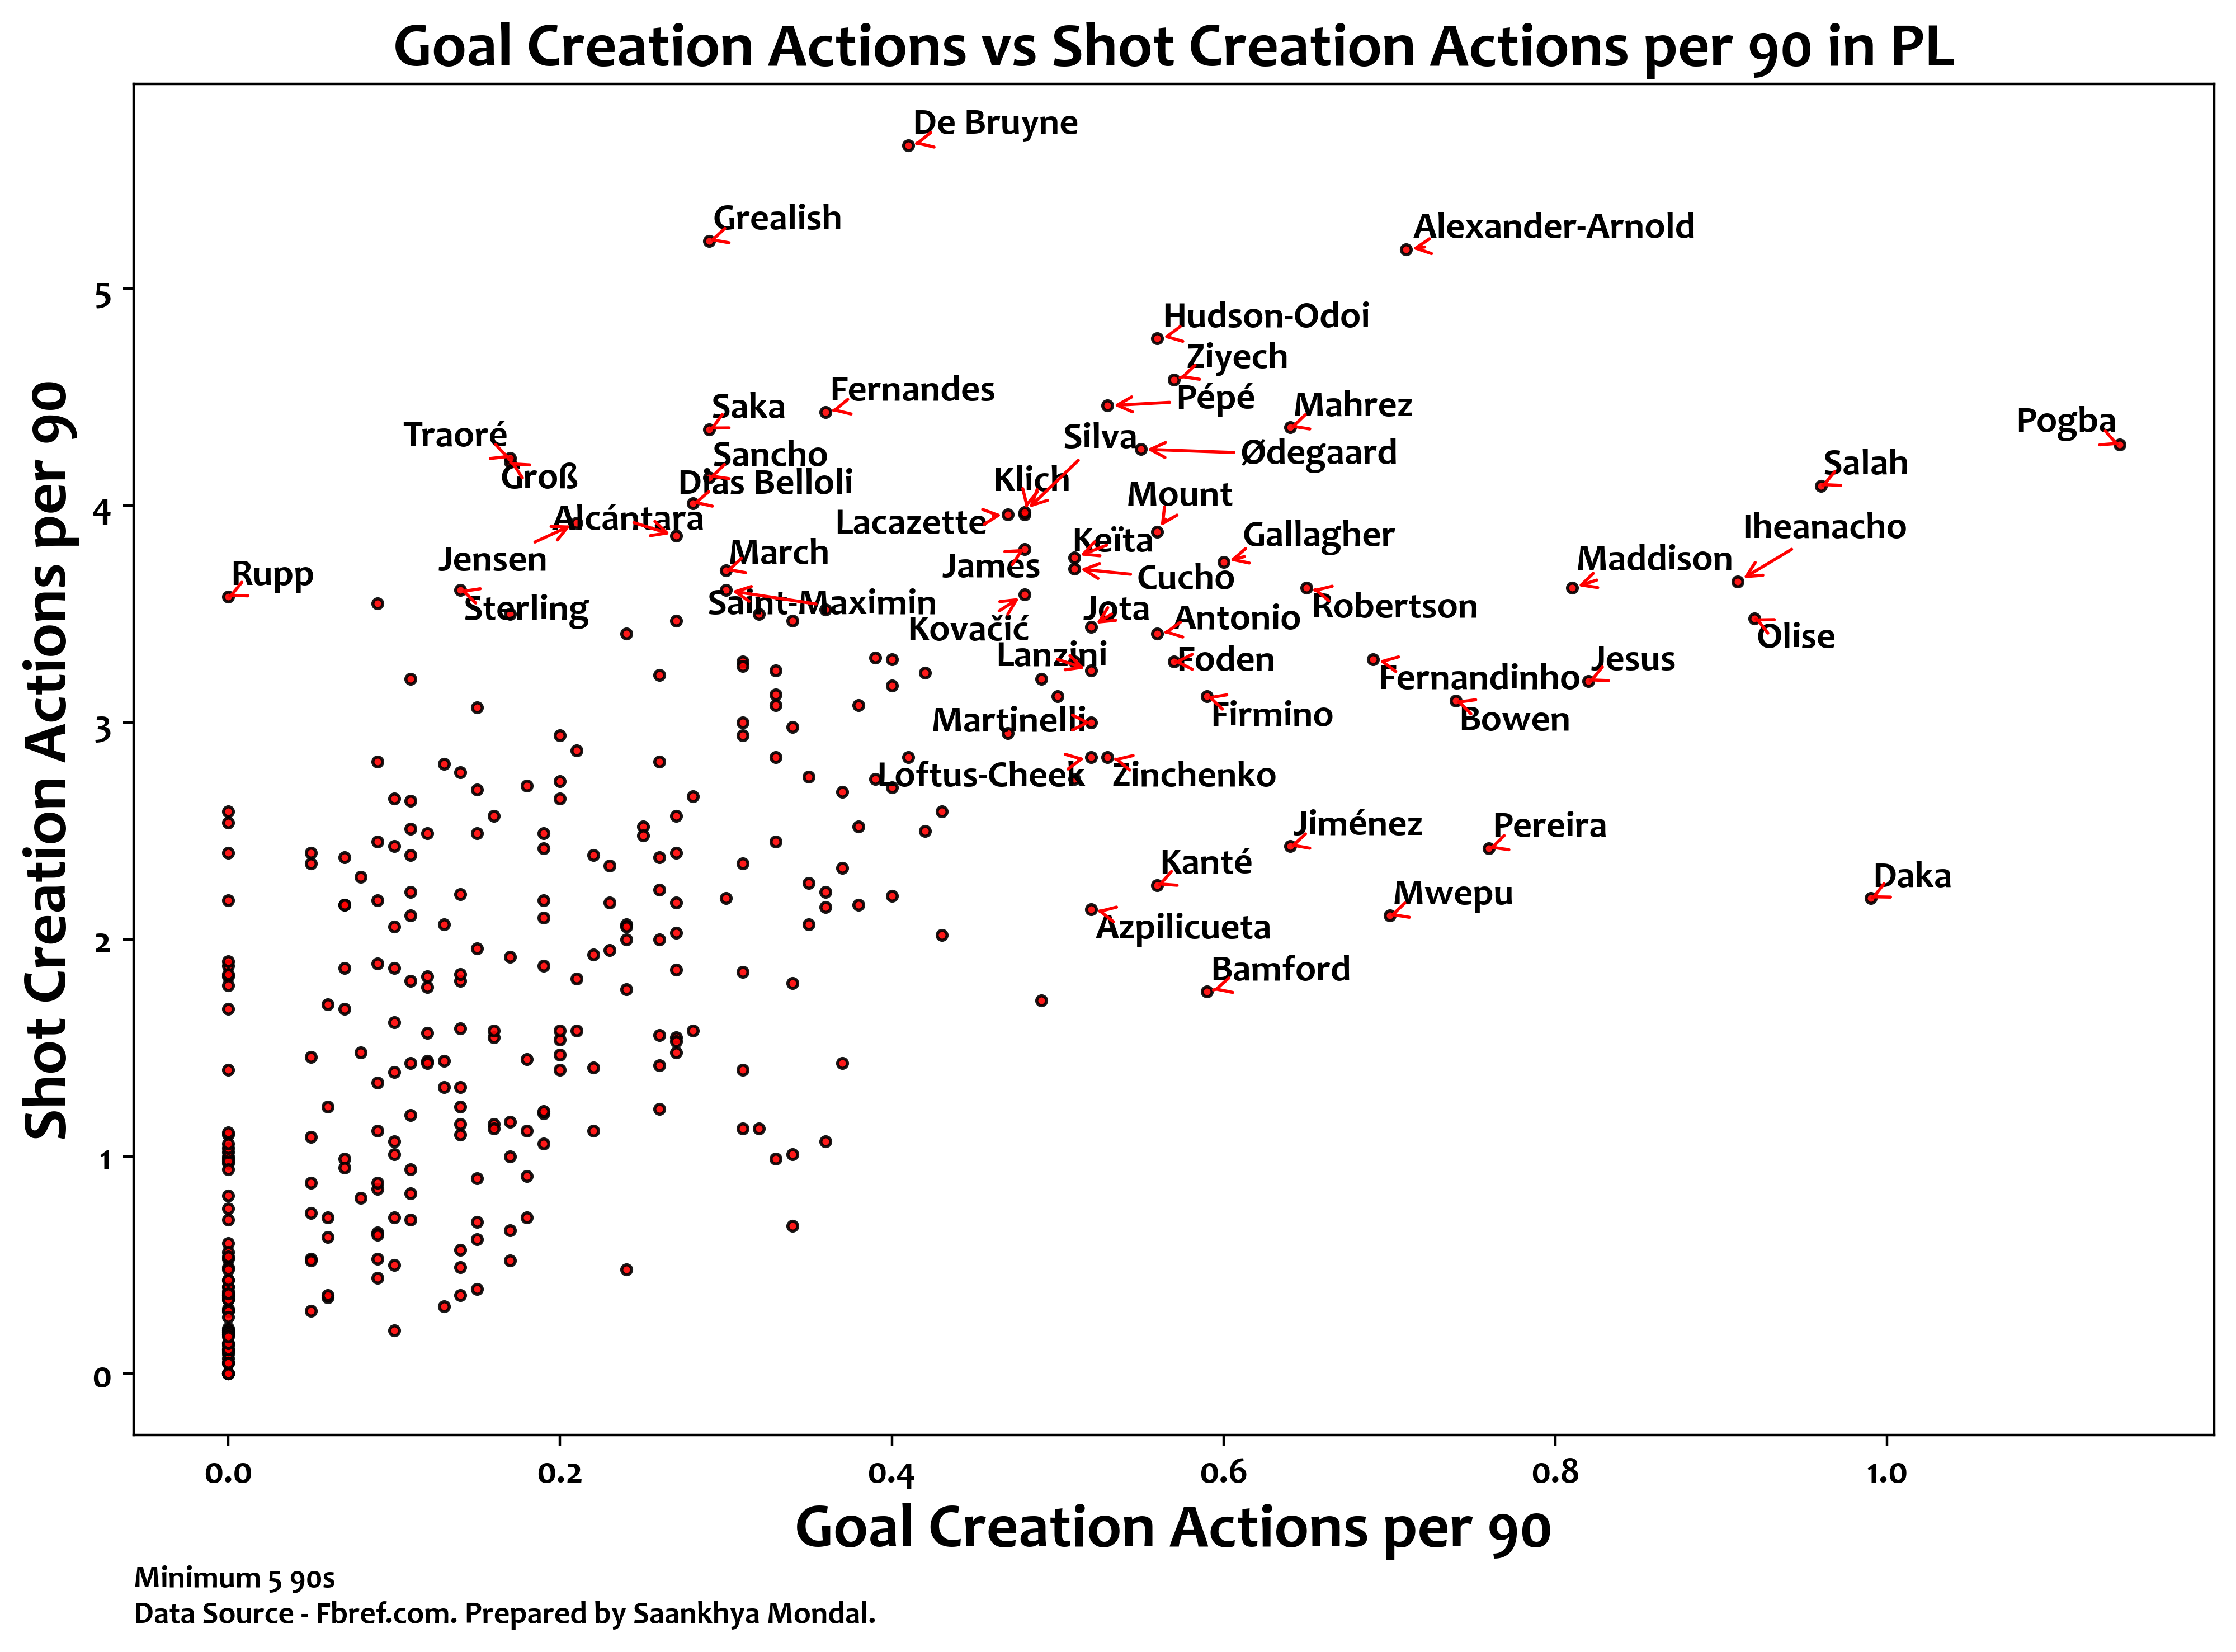 Goal Creation Actions vs Shot Creation Actions per 90 in PL
De Bruyne
Grealish
Alexander-Arnold
Hudson-Odoi
Ziyech
Fernandes
Pépé
Saka
Mahrez
Pogba
Traoré
Silva
Sancho
Ødegaard
Salah
Groß
Dias Belloli
Klich
Mount
Alcántara
Lacazette
Iheanacho
Keïta
Gallagher
Jensen
March
James
Maddison
Rupp
Cucho
Sterling
Saint-Maximin
Jota
Robertson
Kovačić
Antonio
Olise
Lanzini
Foden
Jesus
Fernandinho
Martinelli
Firmino
Bowen
Loftus-Cheek
Zinchenko
Jiménez
Pereira
Kanté
Daka
Mwepu
Azpilicueta
Bamford
Shot Creation Actions per 90
5
4
3
2
1
0
0.0 0.2 0.4 0.6 0.8 1.0
Goal Creation Actions per 90
Minimum 5 90s
Data Source - Fbref.com. Prepared by Saankhya Mondal.